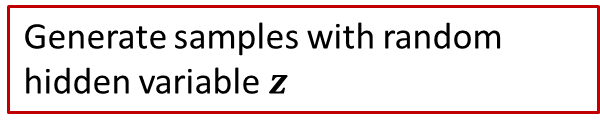 Generate samples with random
hidden variable z